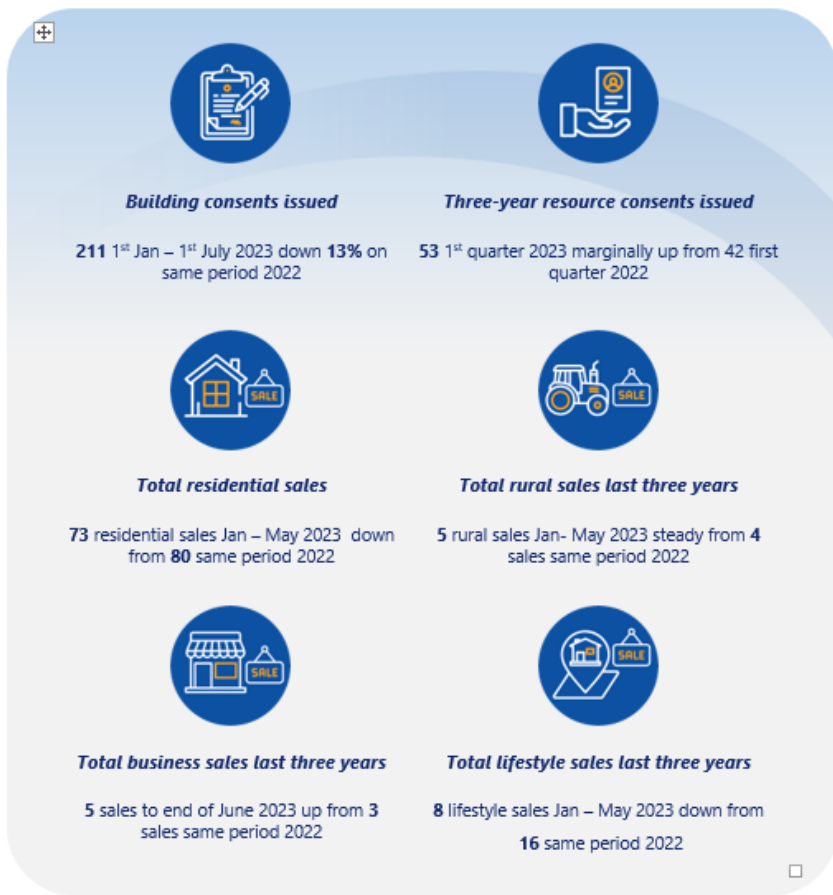 Building consents issued
211 1st Jan – 1st July 2023 down 13% on
same period 2022
Three-year resource consents issued
53 1st quarter 2023 marginally up from 42 first
quarter 2022
SALE
Total residential sales
73 residential sales Jan – May 2023 down
from 80 same period 2022
SALE
Total rural sales last three years
5 rural sales Jan- May 2023 steady from 4
sales same period 2022
SALE
Total business sales last three years
5 sales to end of June 2023 up from 3
sales same period 2022
SALE
Total lifestyle sales last three years
8 lifestyle sales Jan – May 2023 down from
16 same period 2022